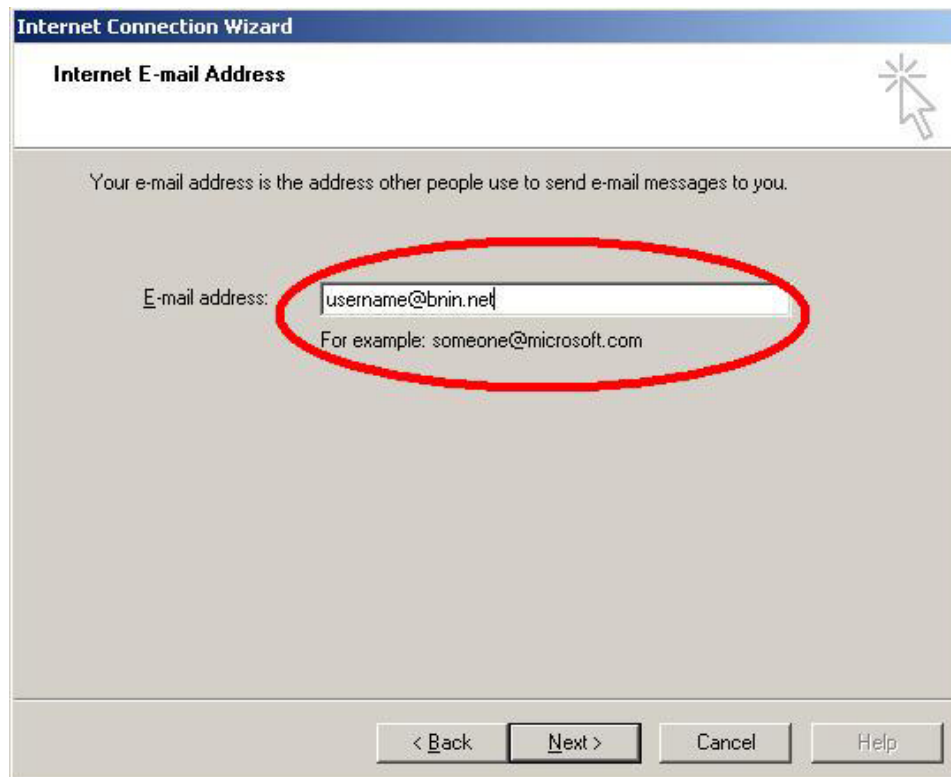 Internet Connection Wizard
Internet E-mail Address
Your e-mail address is the address other people use to send e-mail messages to you.
E-mail address: username@bnin.net
For example: someone@microsoft.com
< Back Next > Cancel Help